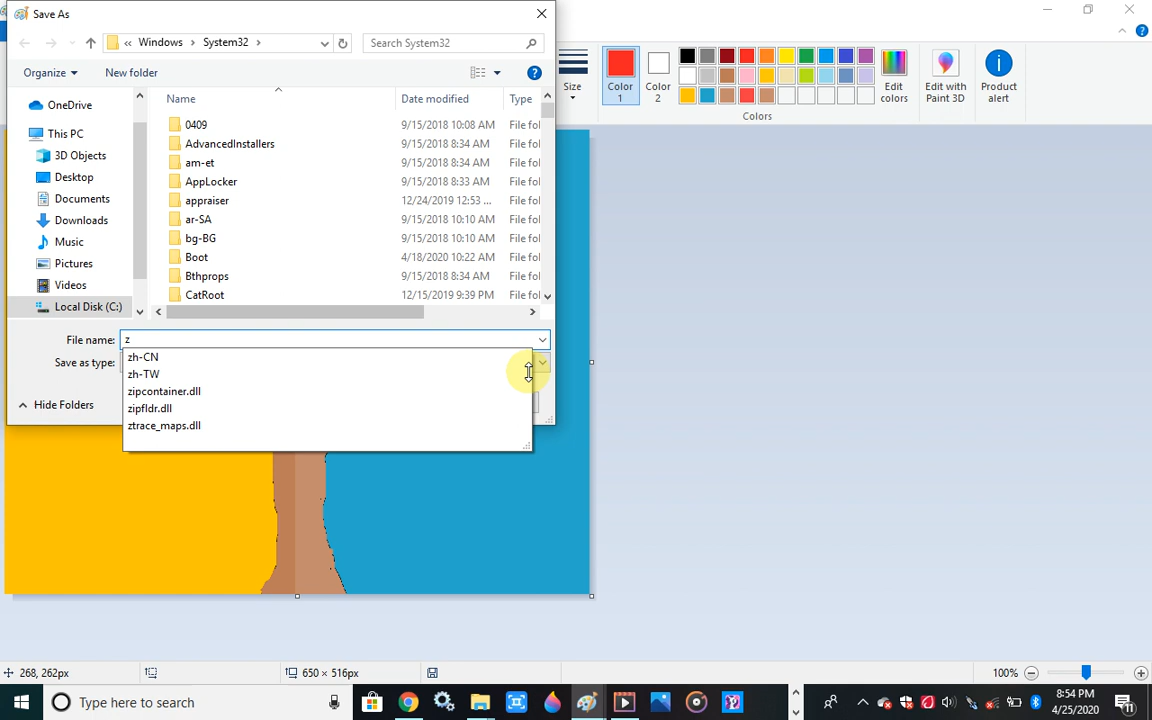 Save As
« Windows > System32 >
Search System32
Organize
New folder
Name
Date modified
Type
OneDrive
This PC
3D Objects
Desktop
Documents
Downloads
Music
Pictures
Videos
Local Disk (C:)
0409 9/15/2018 10:08 AM File fol
AdvancedInstallers 9/15/2018 8:34 AM File fol
am-et 9/15/2018 8:34 AM File fol
AppLocker 9/15/2018 8:33 AM File fol
appraiser 12/24/2019 12:53 ... File fol
ar-SA 9/15/2018 10:10 AM File fol
bg-BG 9/15/2018 10:10 AM File fol
Boot 4/18/2020 10:22 AM File fol
Bthprops 9/15/2018 8:34 AM File fol
CatRoot 12/15/2019 9:39 PM File fol
File name: z
Save as type:
zh-CN
zh-TW
zipcontainer.dll
zipfldr.dll
ztrace_maps.dll
Hide Folders
Size
Color
1
Color
2
Edit
colors
Edit with
Paint 3D
Product
alert
Colors
268, 262px
650 × 516px
100%
Type here to search
8:54 PM
4/25/2020
11